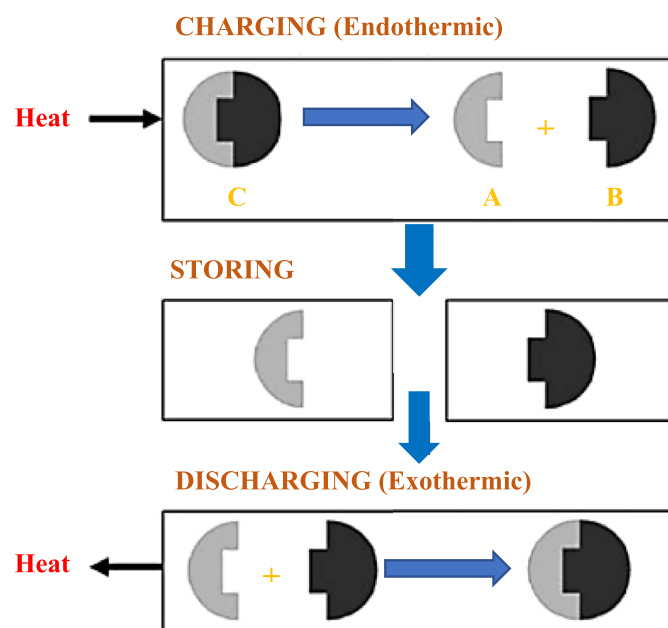 CHARGING (Endothermic)
Heat
+
C
A
B
STORING
DISCHARGING (Exothermic)
Heat
+